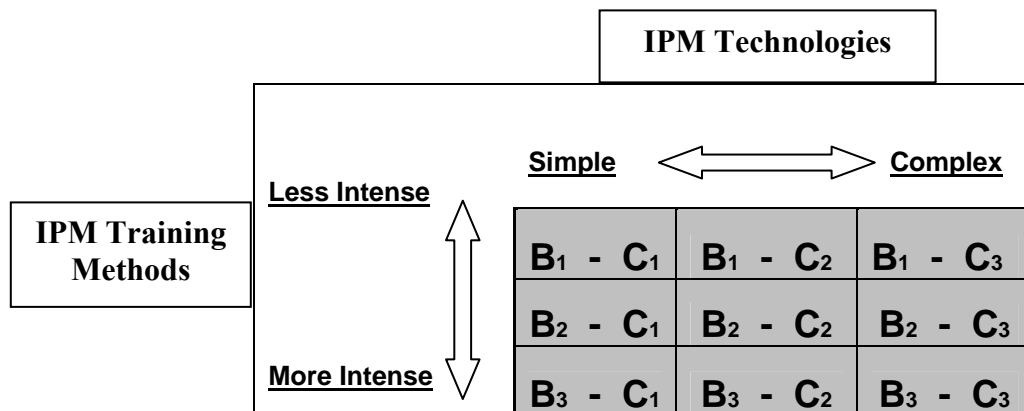 IPM Technologies
Simple Complex
Less Intense
IPM Training
Methods
B1 - C1 B1 - C2 B1 - C3
B2 - C1 B2 - C2 B2 - C3
More Intense
B3 - C1 B3 - C2 B3 - C3